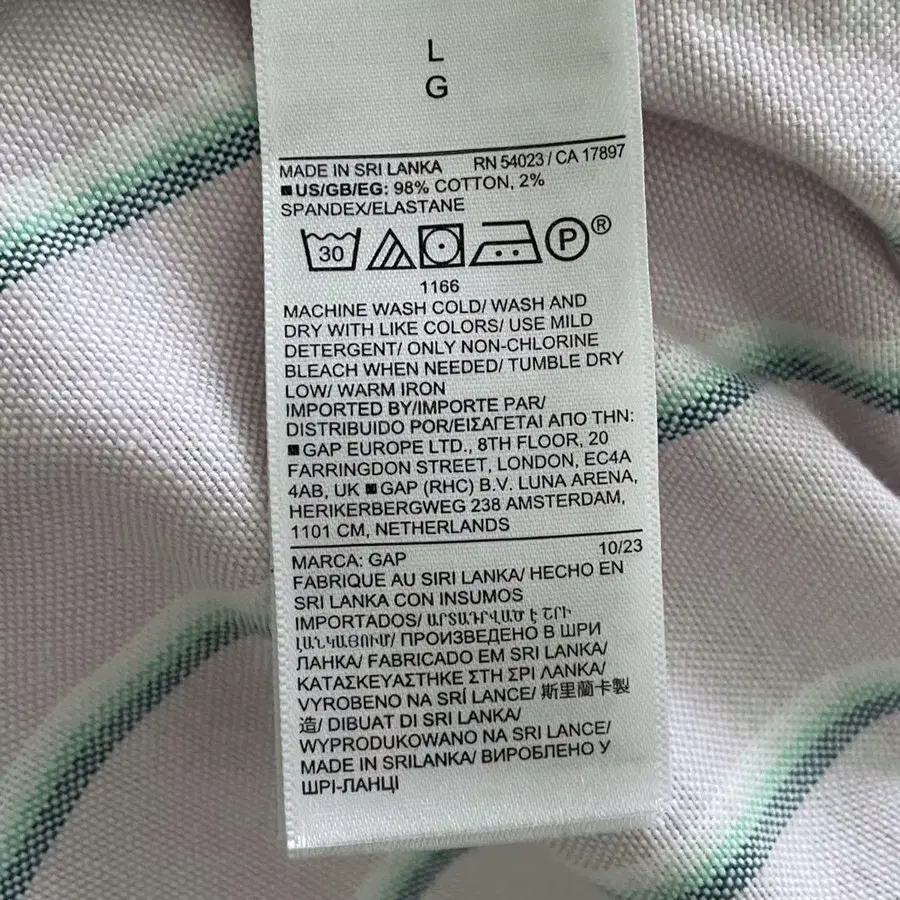 L
G
MADE IN SRI LANKA RN 54023 / CA 17897
■US/GB/EG: 98% COTTON, 2%
SPANDEX/ELASTANE
30 P ®
1166
MACHINE WASH COLD/ WASH AND
DRY WITH LIKE COLORS/ USE MILD
DETERGENT/ ONLY NON-CHLORINE
BLEACH WHEN NEEDED/ TUMBLE DRY
LOW/ WARM IRON
IMPORTED BY/IMPORTE PAR/
DISTRIBUIDO POR/ΕΙΣΑΓΕΤΑΙ ΑΠΟ ΤΗΝ:
■GAP EUROPE LTD., 8TH FLOOR, 20
FARRINGDON STREET, LONDON, EC4A
4AB, UK ■GAP (RHC) B.V. LUNA ARENA,
HERIKERBERGWEG 238 AMSTERDAM,
1101 CM, NETHERLANDS
MARCA: GAP 10/23
FABRIQUE AU SIRI LANKA/ HECHO EN
SRI LANKA CON INSUMOS
IMPORTADOS/ ԱՐՏԱԴՐՎԱԾ Է ՇՐԻ
ԼԱՆԿԱՅՈՒՄ/ ПРОИЗВЕДЕНО В ШРИ
ЛАНКА/ FABRICADO EM SRI LANKA/
ΚΑΤΑΣΚΕΥΑΣΤΗΚΕ ΣΤΗ ΣΡΙ ΛΑΝΚΑ/
VYROBENO NA SRÍ LANCE/ 斯里蘭卡製
造/ DIBUAT DI SRI LANKA/
WYPRODUKOWANO NA SRI LANCE/
MADE IN SRILANKA/ ВИРОБЛЕНО У
ШРІ-ЛАНЦІ